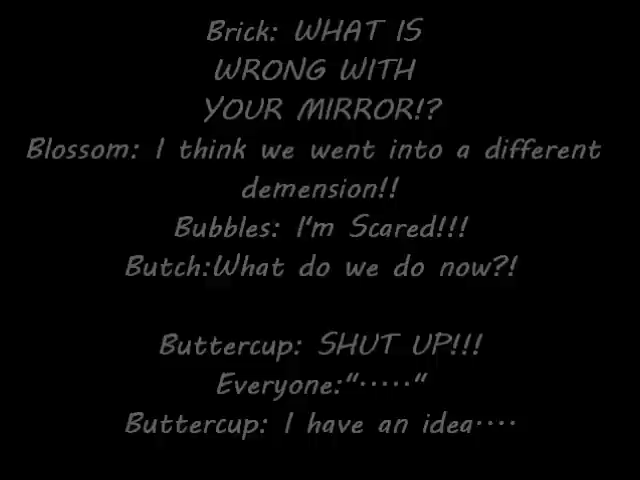 Brick: WHAT IS
WRONG WITH
YOUR MIRROR!?
Blossom: I think we went into a different
demension!!
Bubbles: I'm Scared!!!
Butch:What do we do now?!
Buttercup: SHUT UP!!!
Everyone:"·····"
Buttercup: I have an idea····